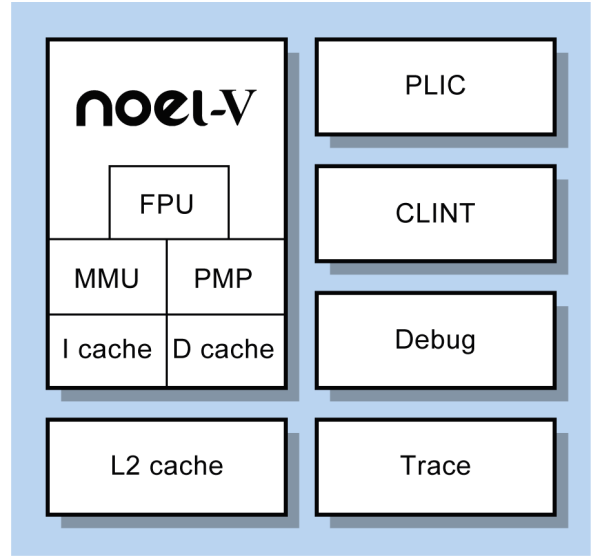 noel-V
PLIC
FPU
CLINT
MMU PMP
I cache D cache
Debug
L2 cache
Trace